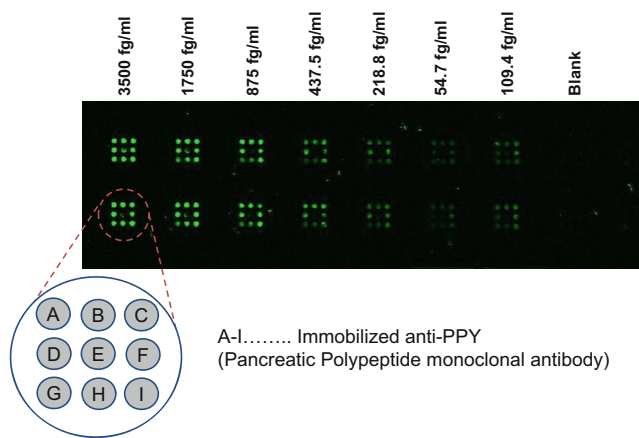 3500 fg/ml
1750 fg/ml
875 fg/ml
437.5 fg/ml
218.8 fg/ml
54.7 fg/ml
109.4 fg/ml
Blank
A B C
D E F
G H I
A-I........ Immobilized anti-PPY
(Pancreatic Polypeptide monoclonal antibody)